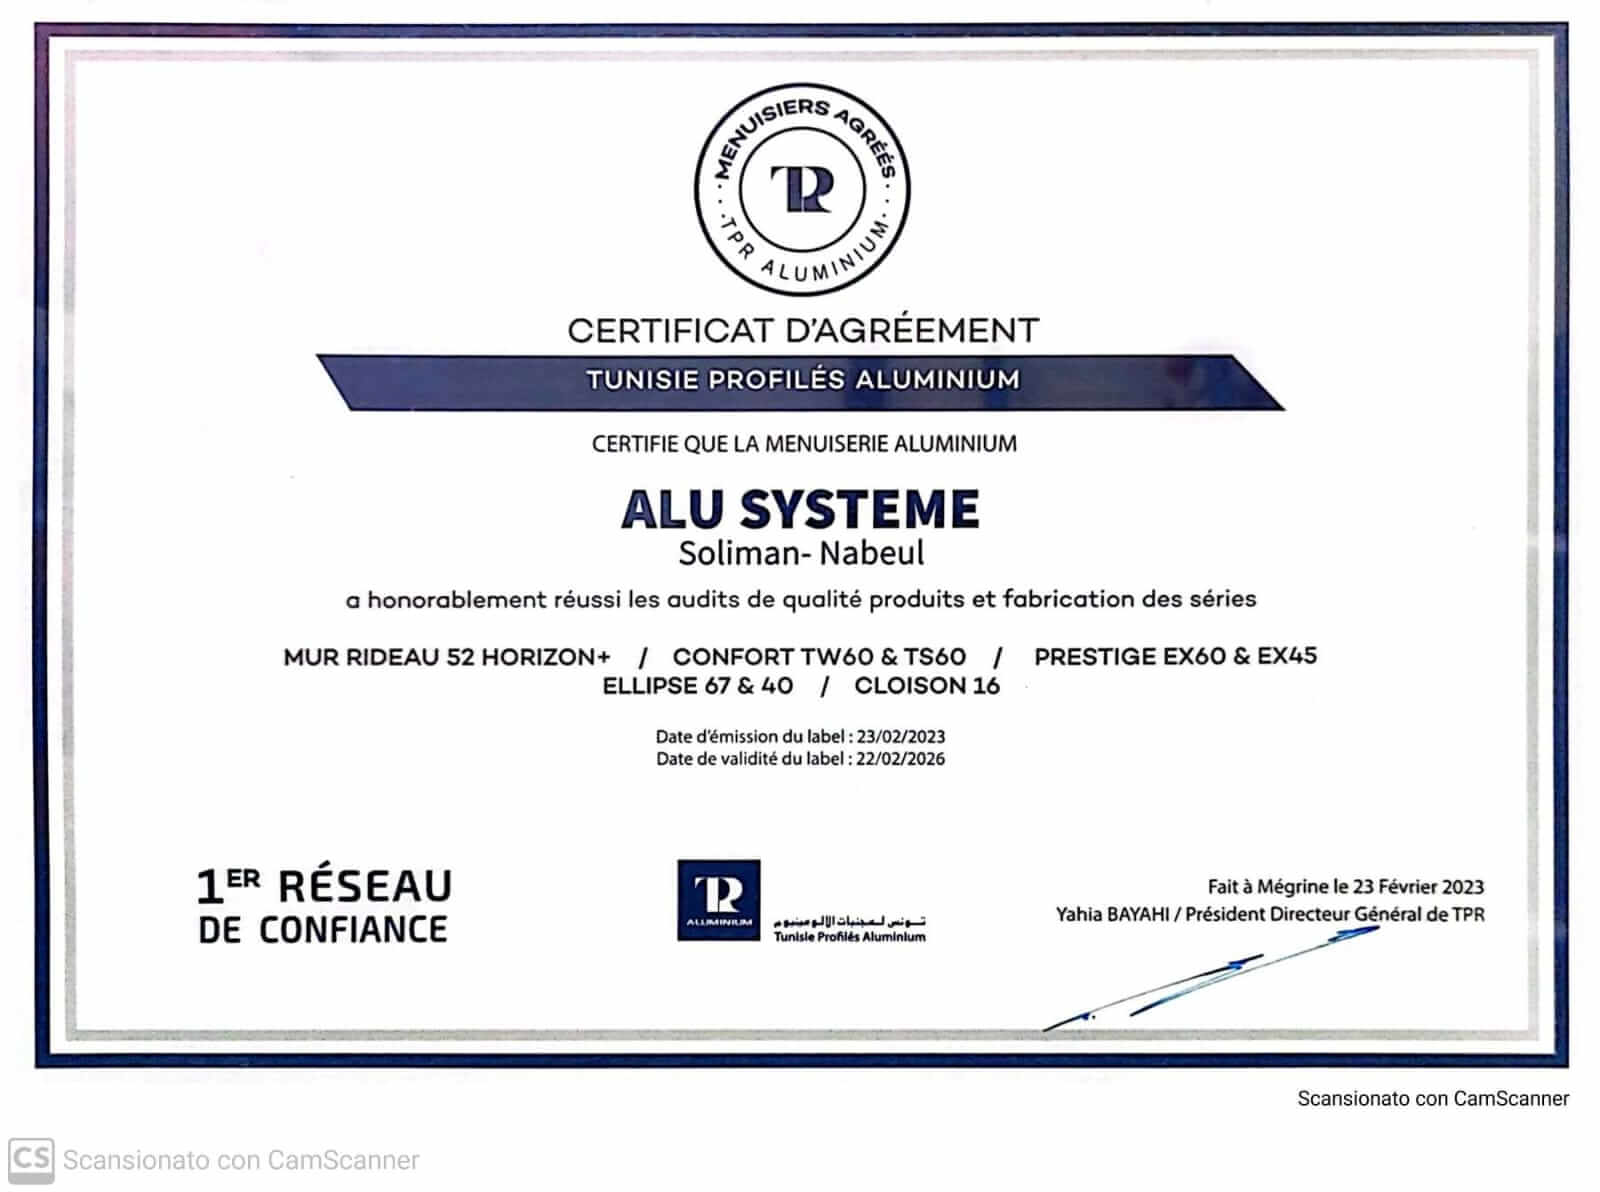 MENUISIERS AGRÉÉS
TPR
TPR ALUMINIUM
CERTIFICAT D'AGRÉEMENT
TUNISIE PROFILÉS ALUMINIUM
CERTIFIE QUE LA MENUISERIE ALUMINIUM
ALU SYSTEME
Soliman- Nabeul
a honorablement réussi les audits de qualité produits et fabrication des séries
MUR RIDEAU 52 HORIZON+ / CONFORT TW60 & TS60 / PRESTIGE EX60 & EX45
ELLIPSE 67 & 40 / CLOISON 16
Date d'émission du label : 23/02/2023
Date de validité du label : 22/02/2026
1ER RÉSEAU
DE CONFIANCE
TPR
ALUMINIUM
تونس لمجنبات الألومينيوم
Tunisie Profilés Aluminium
Fait à Mégrine le 23 Février 2023
Yahia BAYAHI / Président Directeur Général de TPR
Scansionato con CamScanner
CS Scansionato con CamScanner